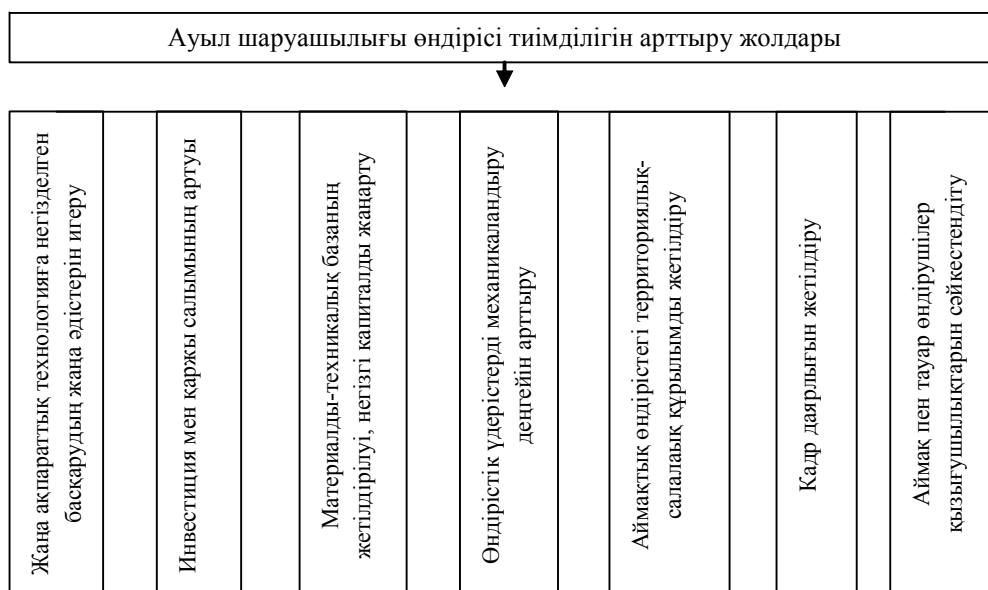 Ауыл шаруашылығы өндірісі тиімділігін арттыру жолдары
Жаңа ақпараттық технологияға негізделген
басқарудың жаңа әдістерін игеру
Инвестиция мен қаржы салымының артуы
Материалды-техникалық базаның
жетілдірілуі, негізгі капиталды жаңарту
Өндірістік үдерістерді механикаландыру
деңгейін арттыру
Аймақтық өндірістегі территориялық-
салалаық құрылымды жетілдіру
Кадр даярлығын жетілдіру
Аймақ пен тауар өндірушілер
қызығушылықтарын сәйкестендіту